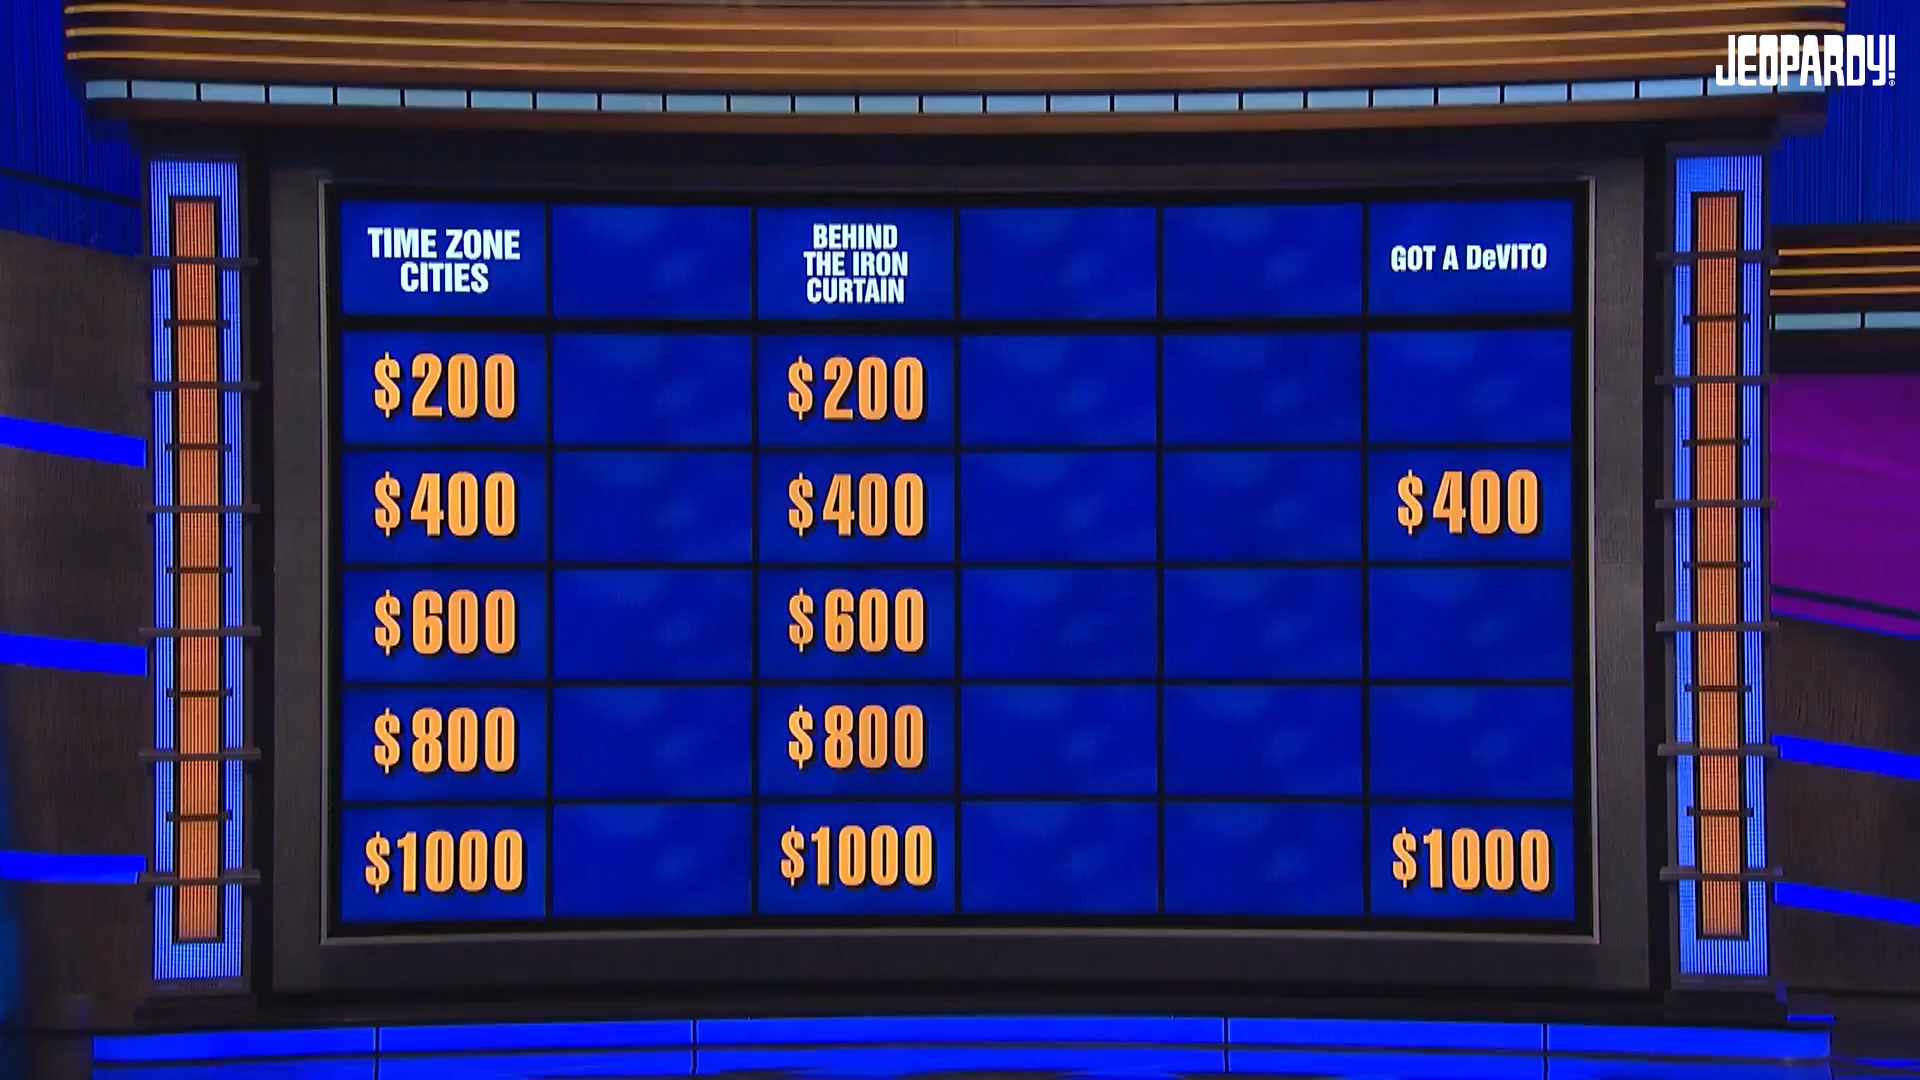 JEOPARDY!
TIME ZONE
CITIES
BEHIND
THE IRON
CURTAIN
GOT A DeVITO
$200
$200
$400
$400
$400
$600
$600
$800
$800
$1000
$1000
$1000